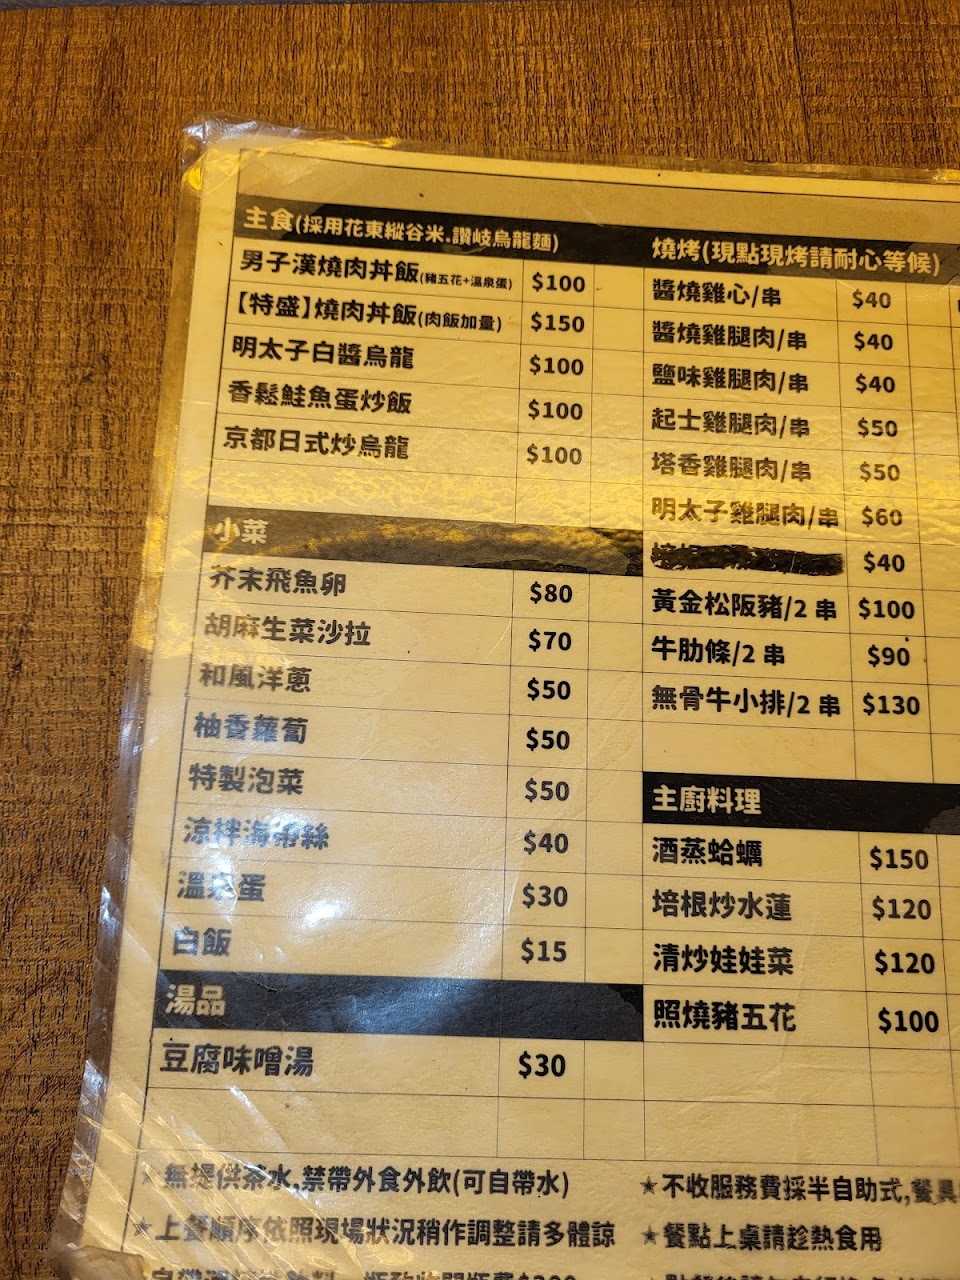 主食(採用花東縱谷米.讚岐烏龍麵)
男子漢燒肉丼飯(豬五花+溫泉蛋) $100
【特盛】燒肉丼飯(肉飯加量) $150
明太子白醬烏龍 $100
香鬆鮭魚蛋炒飯 $100
京都日式炒烏龍 $100
小菜
芥末飛魚卵 $80
胡麻生菜沙拉 $70
和風洋蔥 $50
柚香蘿蔔 $50
特製泡菜 $50
涼拌海帶絲 $40
溫泉蛋 $30
白飯 $15
湯品
豆腐味噌湯 $30
燒烤(現點現烤請耐心等候)
醬燒雞心/串 $40
醬燒雞腿肉/串 $40
鹽味雞腿肉/串 $40
起士雞腿肉/串 $50
塔香雞腿肉/串 $50
明太子雞腿肉/串 $60
$40
黃金松阪豬/2 串 $100
牛肋條/2 串 $90
無骨牛小排/2 串 $130
主廚料理
酒蒸蛤蠣 $150
培根炒水蓮 $120
清炒娃娃菜 $120
照燒豬五花 $100
★無提供茶水,禁帶外食外飲(可自帶水)
★上餐順序依照現場狀況稍作調整請多體諒
★不收服務費採半自助式,餐具
★餐點上桌請趁熱食用